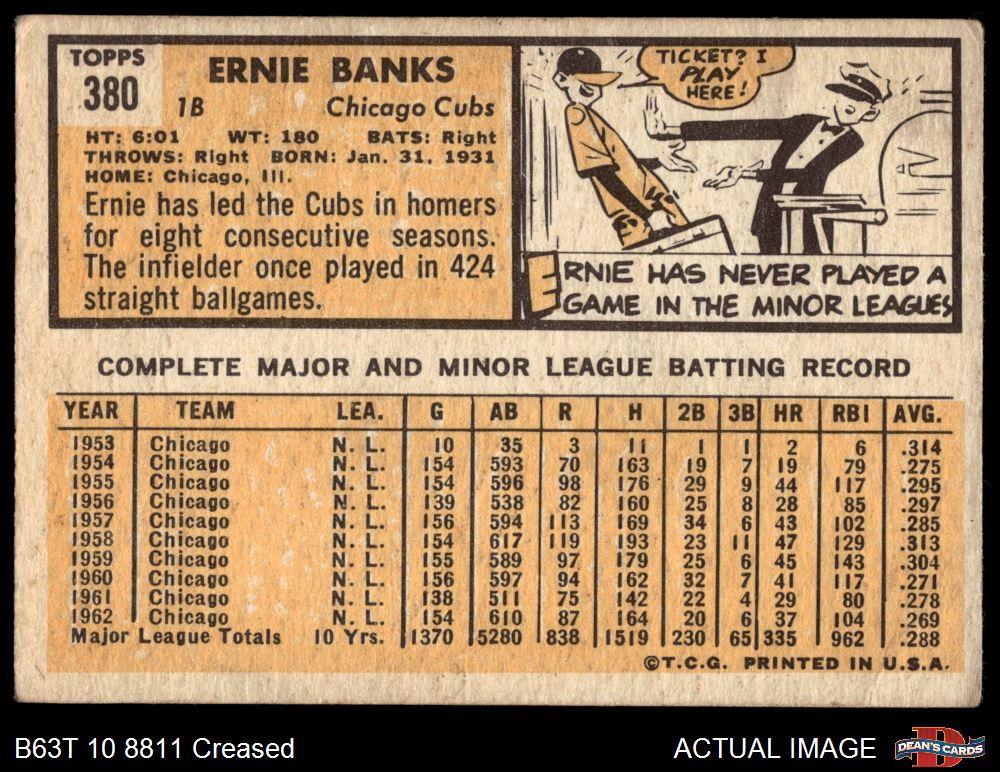 TOPPS
380
ERNIE BANKS
1B Chicago Cubs
HT: 6:01 WT: 180 BATS: Right
THROWS: Right BORN: Jan. 31, 1931
HOME: Chicago, Ill.
Ernie has led the Cubs in homers
for eight consecutive seasons.
The infielder once played in 424
straight ballgames.
TICKET? I
PLAY
HERE!
ERNIE HAS NEVER PLAYED A
GAME IN THE MINOR LEAGUES
COMPLETE MAJOR AND MINOR LEAGUE BATTING RECORD
YEAR TEAM LEA. G AB R H 2B 3B HR RBI AVG.
1953 Chicago N. L. 10 35 3 11 1 1 2 6 .314
1954 Chicago N. L. 154 593 70 163 19 7 19 79 .275
1955 Chicago N. L. 154 596 98 176 29 9 44 117 .295
1956 Chicago N. L. 139 538 82 160 25 8 28 85 .297
1957 Chicago N. L. 156 594 113 169 34 6 43 102 .285
1958 Chicago N. L. 154 617 119 193 23 11 47 129 .313
1959 Chicago N. L. 155 589 97 179 25 6 45 143 .304
1960 Chicago N. L. 156 597 94 162 32 7 41 117 .271
1961 Chicago N. L. 138 511 75 142 22 4 29 80 .278
1962 Chicago N. L. 154 610 87 164 20 6 37 104 .269
Major League Totals 10 Yrs. 1370 5280 838 1519 230 65 335 962 .288
©T.C.G. PRINTED IN U.S.A.
B63T 10 8811 Creased
ACTUAL IMAGE
DEAN'S CARDS